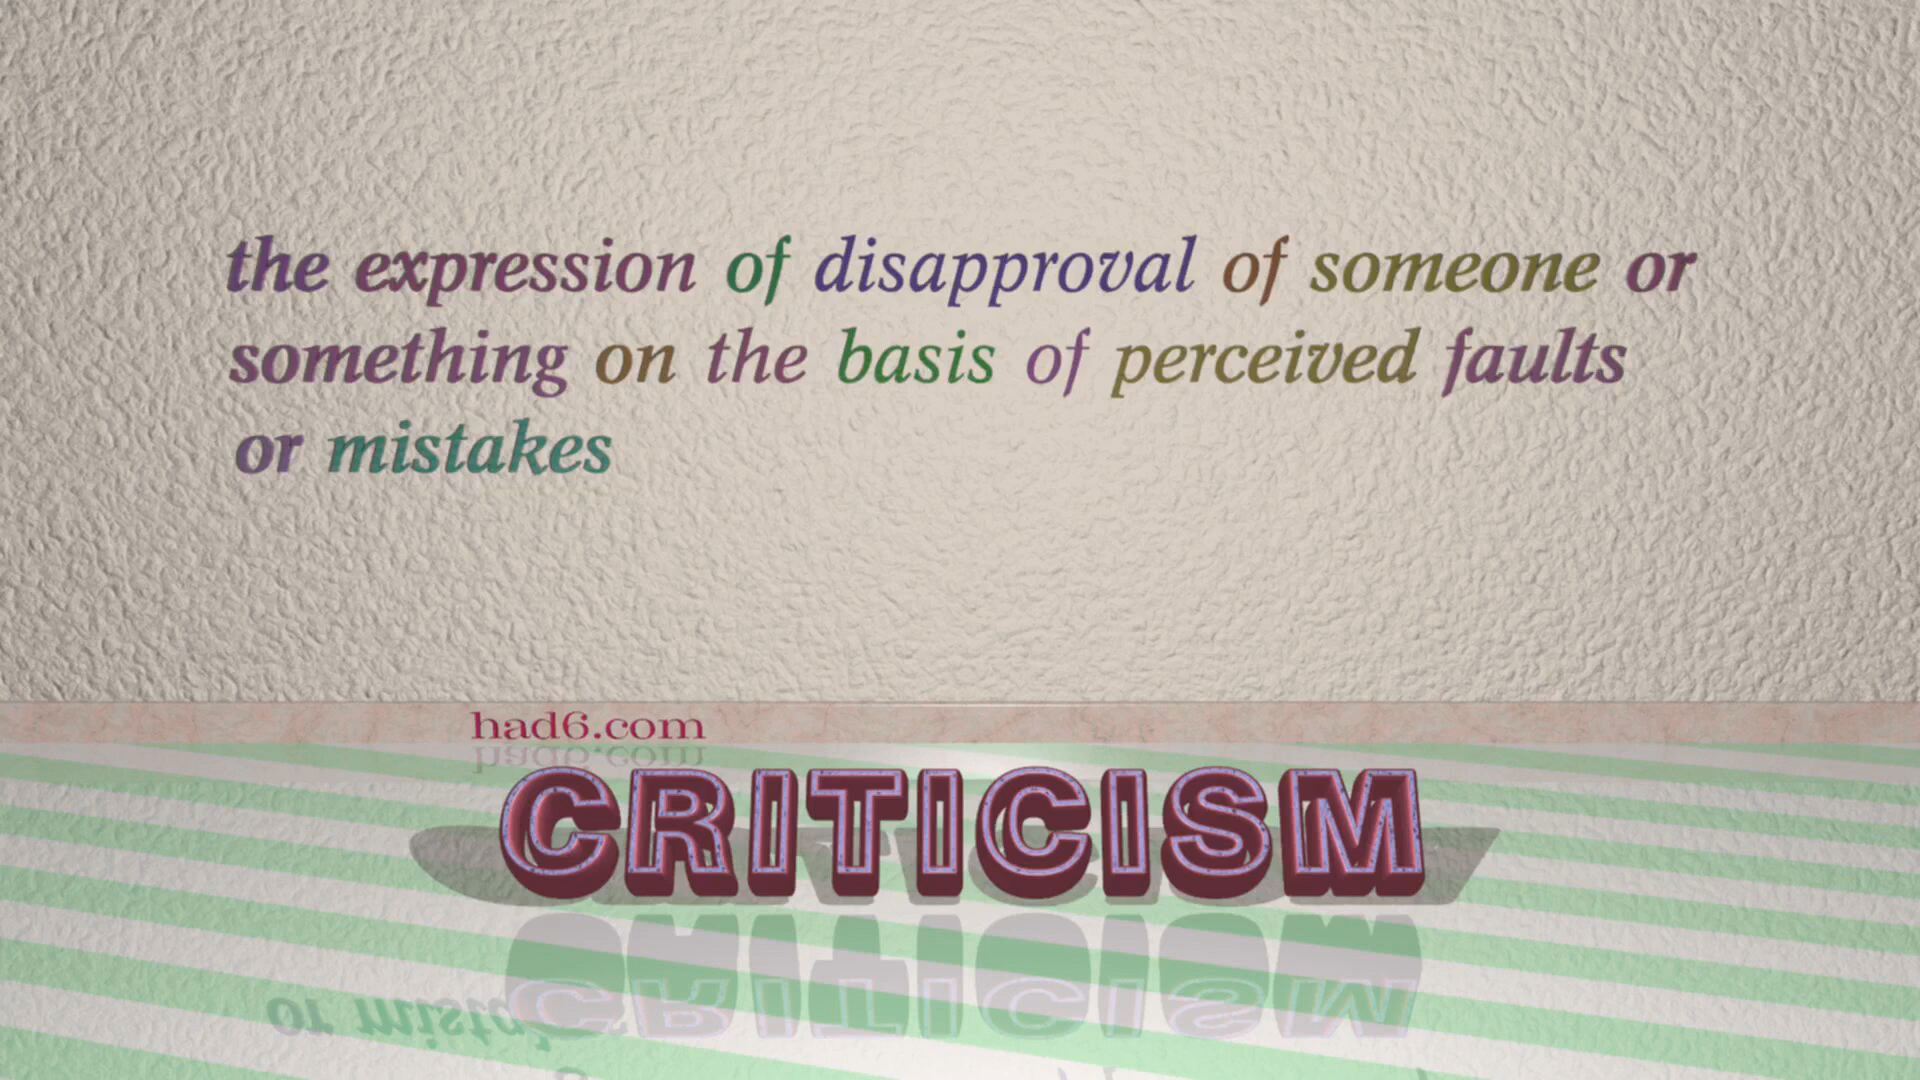 the expression of disapproval of someone or
something on the basis of perceived faults
or mistakes
had6.com
CRITICISM